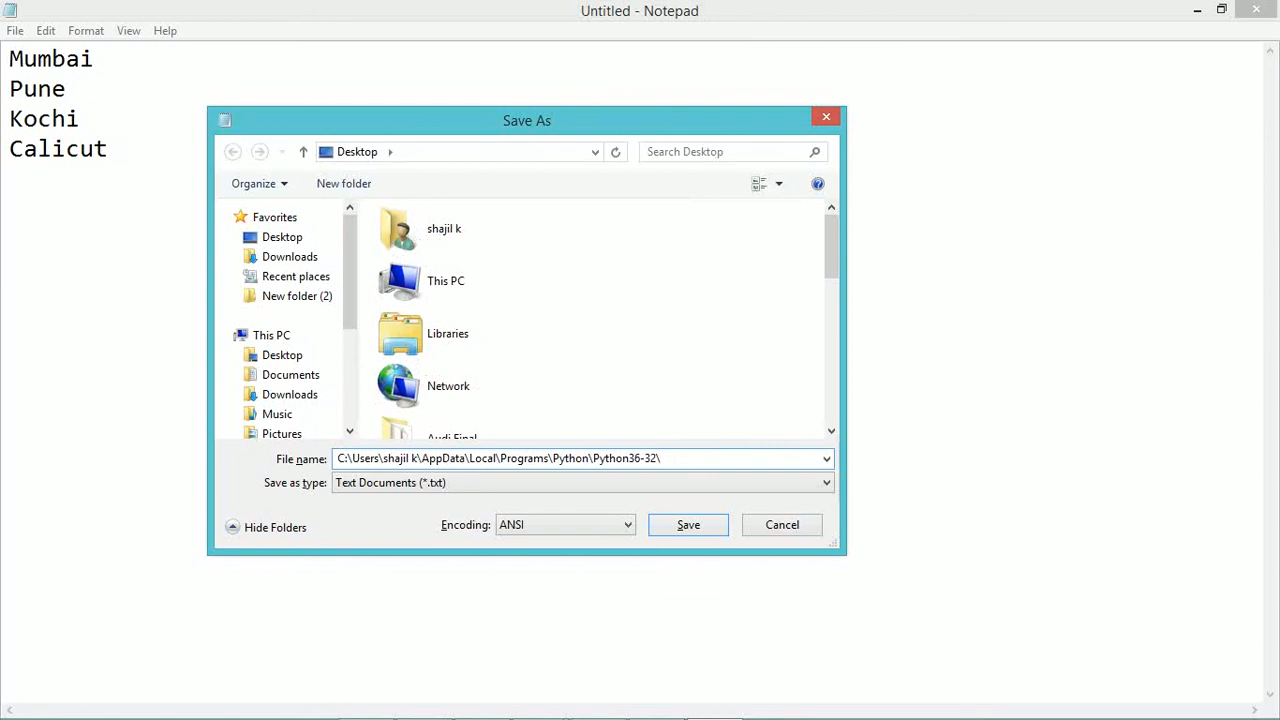 Untitled - Notepad
File Edit Format View Help
Mumbai
Pune
Kochi
Calicut
Save As
Desktop
Search Desktop
Organize New folder
Favorites
Desktop
Downloads
Recent places
New folder (2)
This PC
Desktop
Documents
Downloads
Music
Pictures
shajil k
This PC
Libraries
Network
Audi Final
File name: C:\Users\shajil k\AppData\Local\Programs\Python\Python36-32\
Save as type: Text Documents (*.txt)
Hide Folders Encoding: ANSI Save Cancel